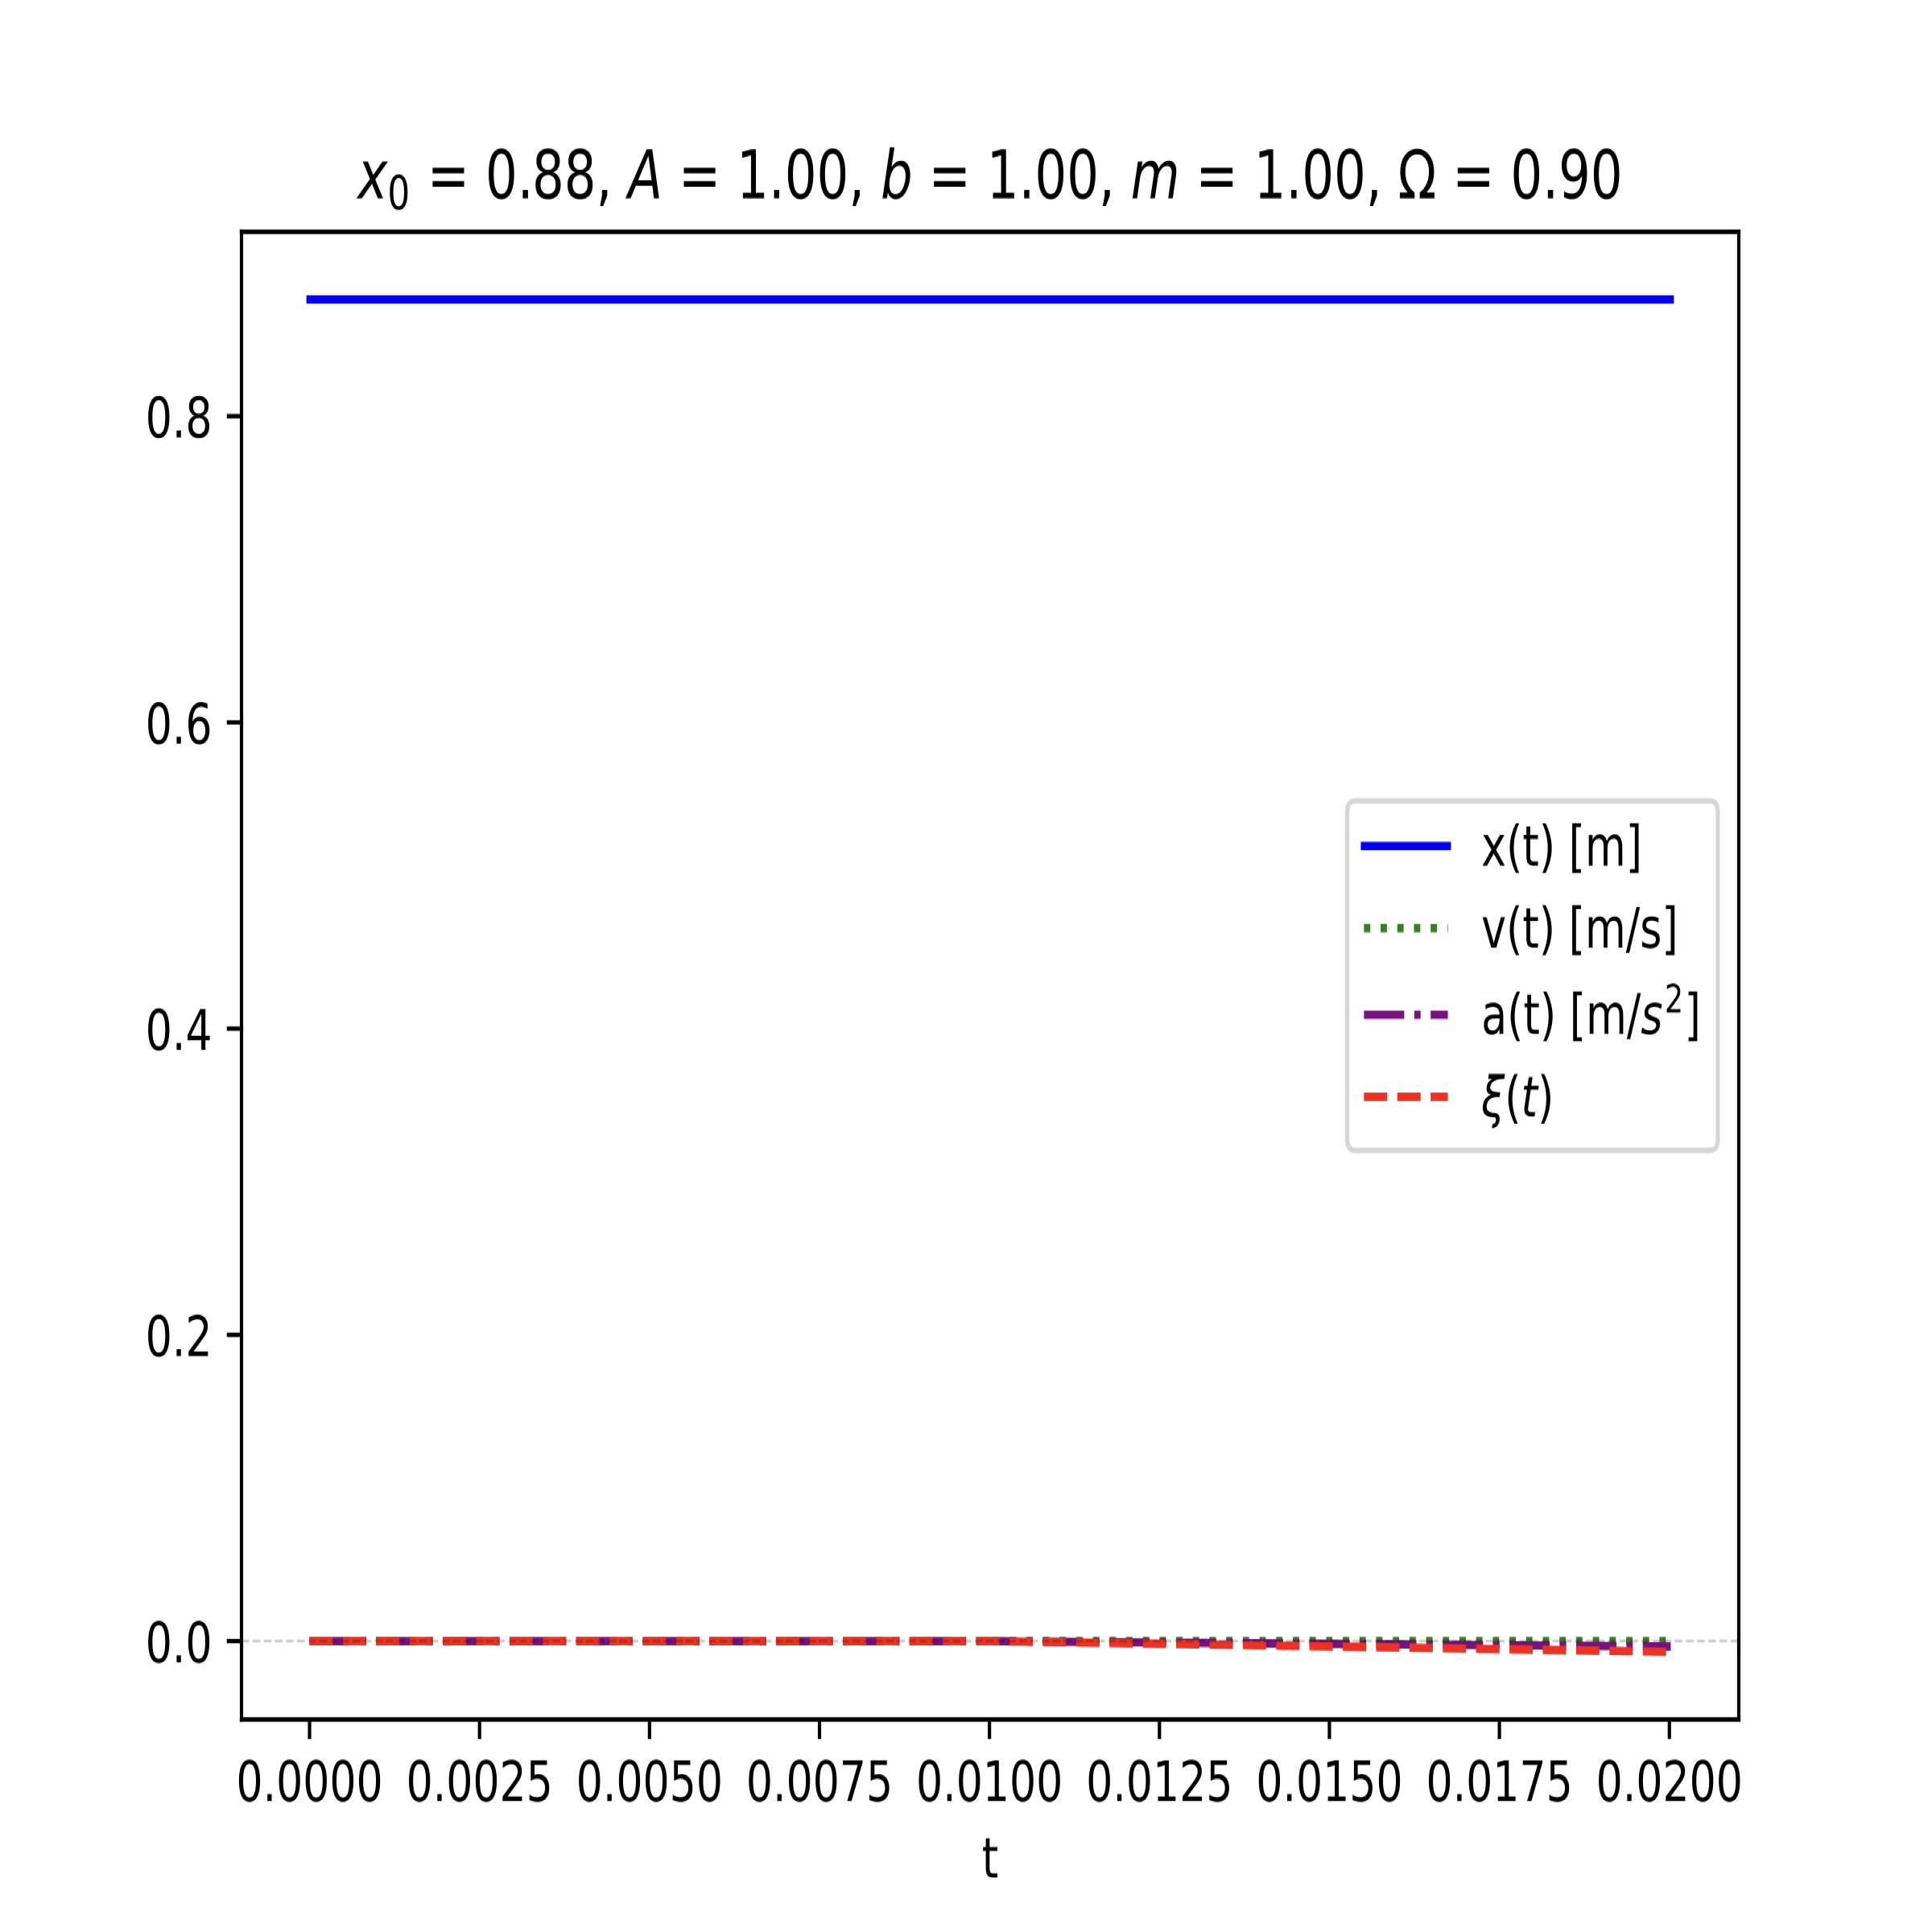 x₀ = 0.88, A = 1.00, b = 1.00, m = 1.00, Ω = 0.90
0.8
0.6
0.4
0.2
0.0
x(t) [m]
v(t) [m/s]
a(t) [m/s²]
ξ(t)
0.0000 0.0025 0.0050 0.0075 0.0100 0.0125 0.0150 0.0175 0.0200
t